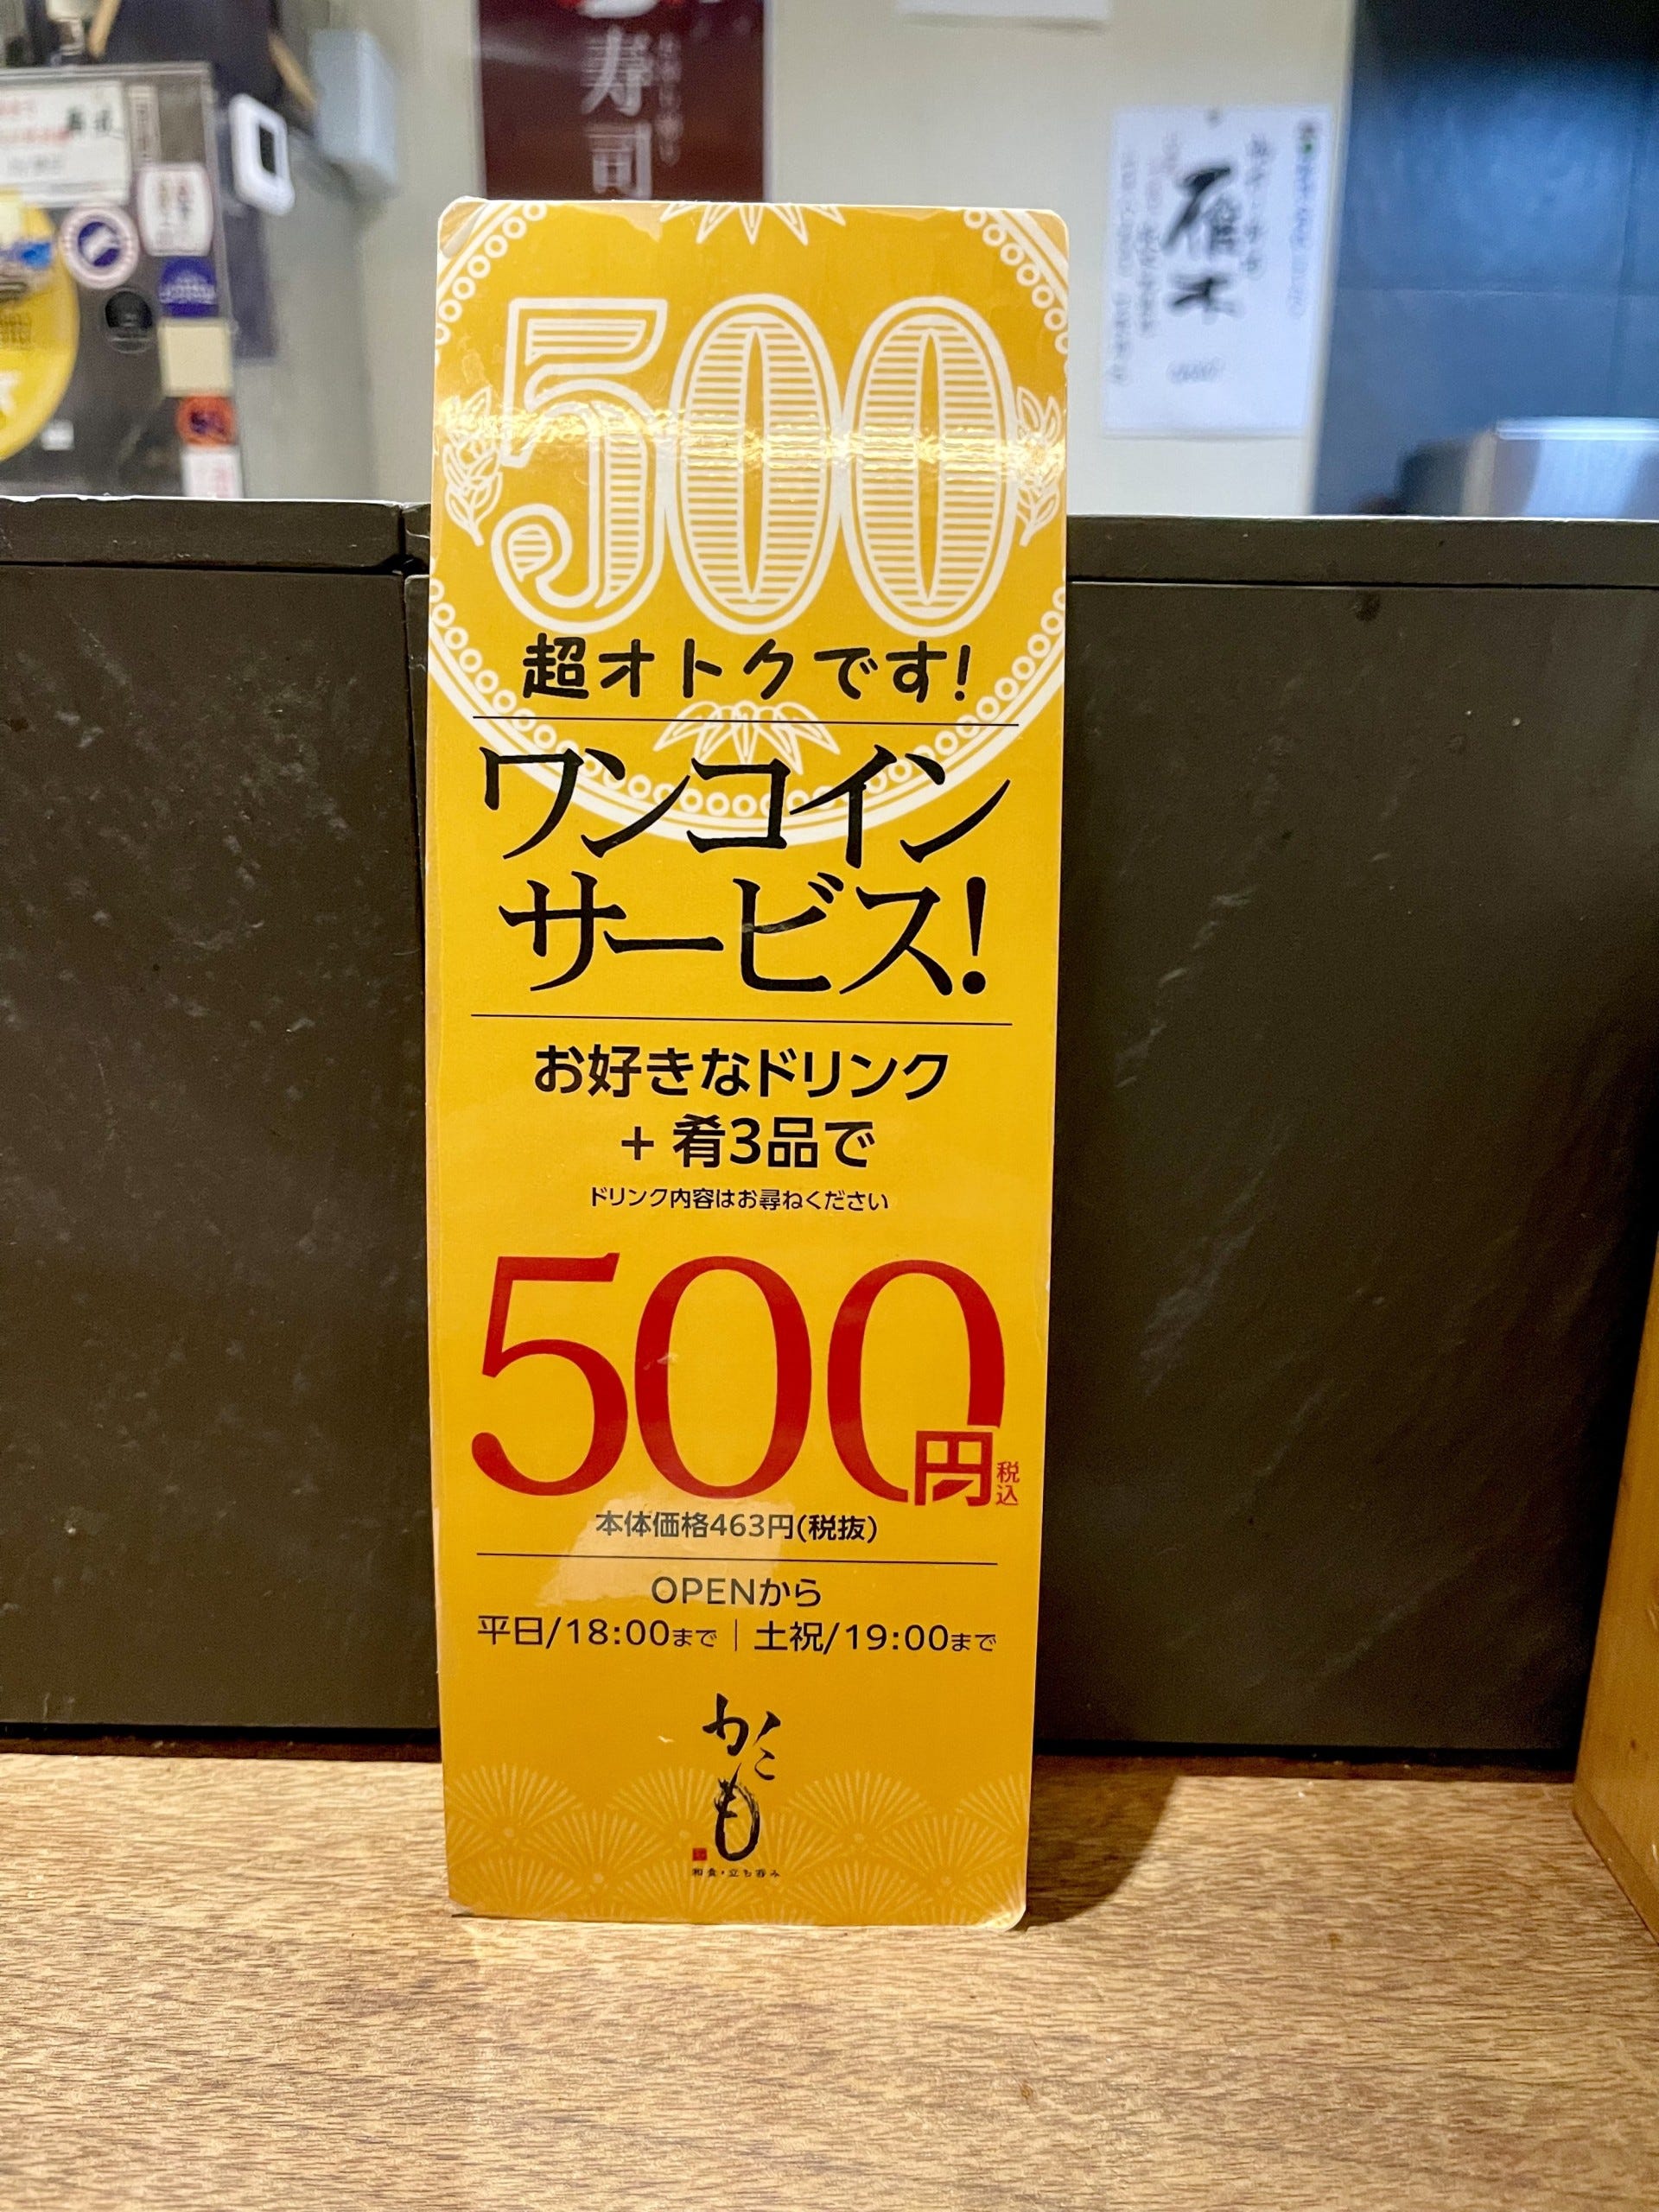 寿司
雁木
500
超オトクです!
ワンコイン
サービス!
お好きなドリンク
+ 肴3品で
ドリンク内容はお尋ねください
500円税込
本体価格463円(税抜)
OPENから
平日/18:00まで｜土祝/19:00まで
かこも
和食・立ち呑み